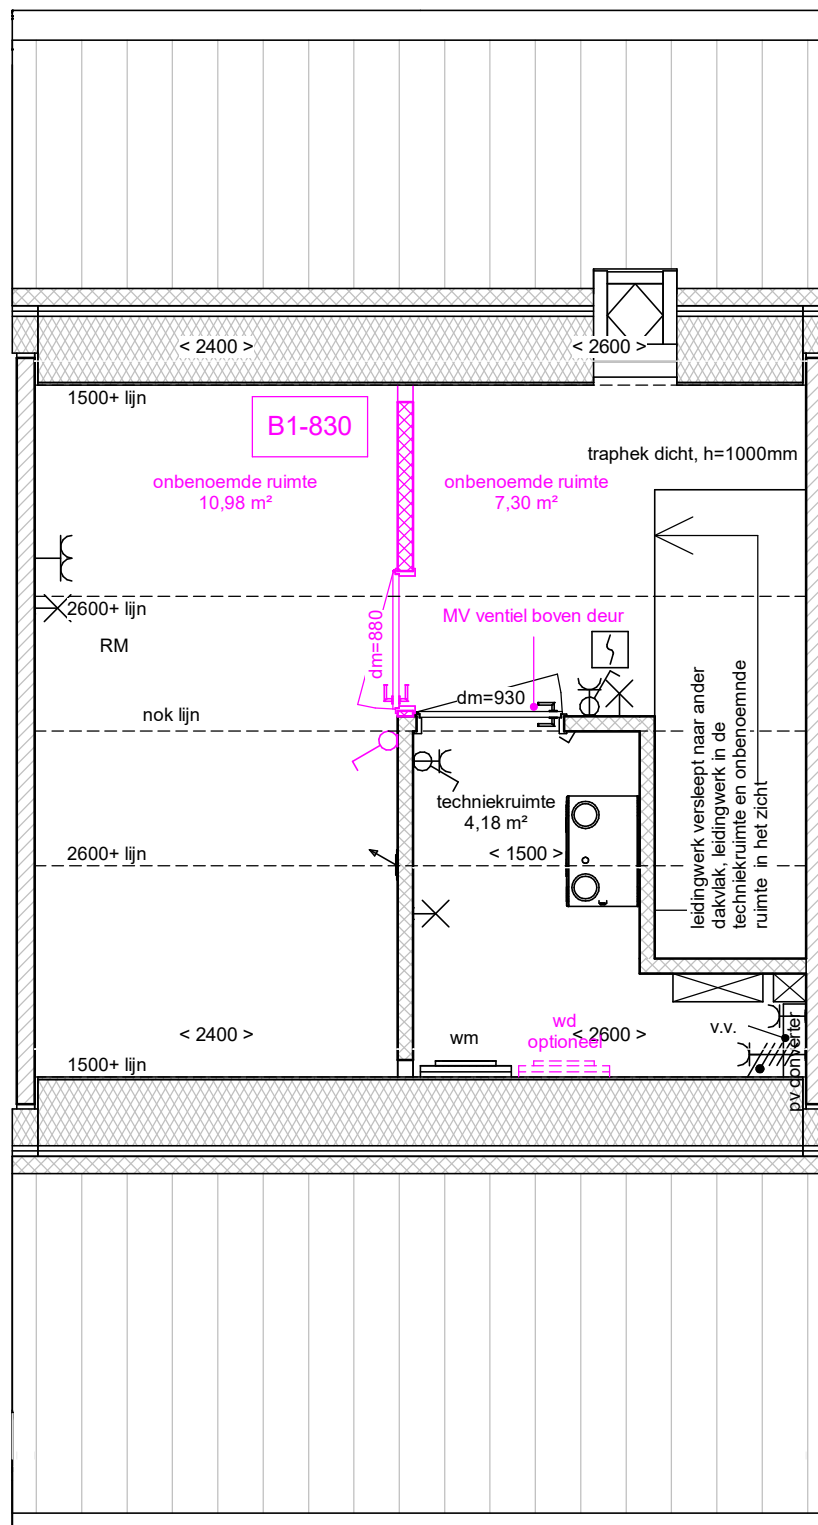 < 2400 >
< 2600 >
1500+ lijn
B1-830
traphek dicht, h=1000mm
onbenoemde ruimte
10,98 m²
onbenoemde ruimte
7,30 m²
2600+ lijn
MV ventiel boven deur
dm=880
RM
dm=930
nok lijn
leidingwerk versleept naar ander
dakvlak, leidingwerk in de
techniekruimte en onbenoemnde
ruimte in het zicht
techniekruimte
4,18 m²
2600+ lijn
< 1500 >
< 2400 >
wm
wd
optioneel
< 2600 >
v.v.
pv converter
1500+ lijn